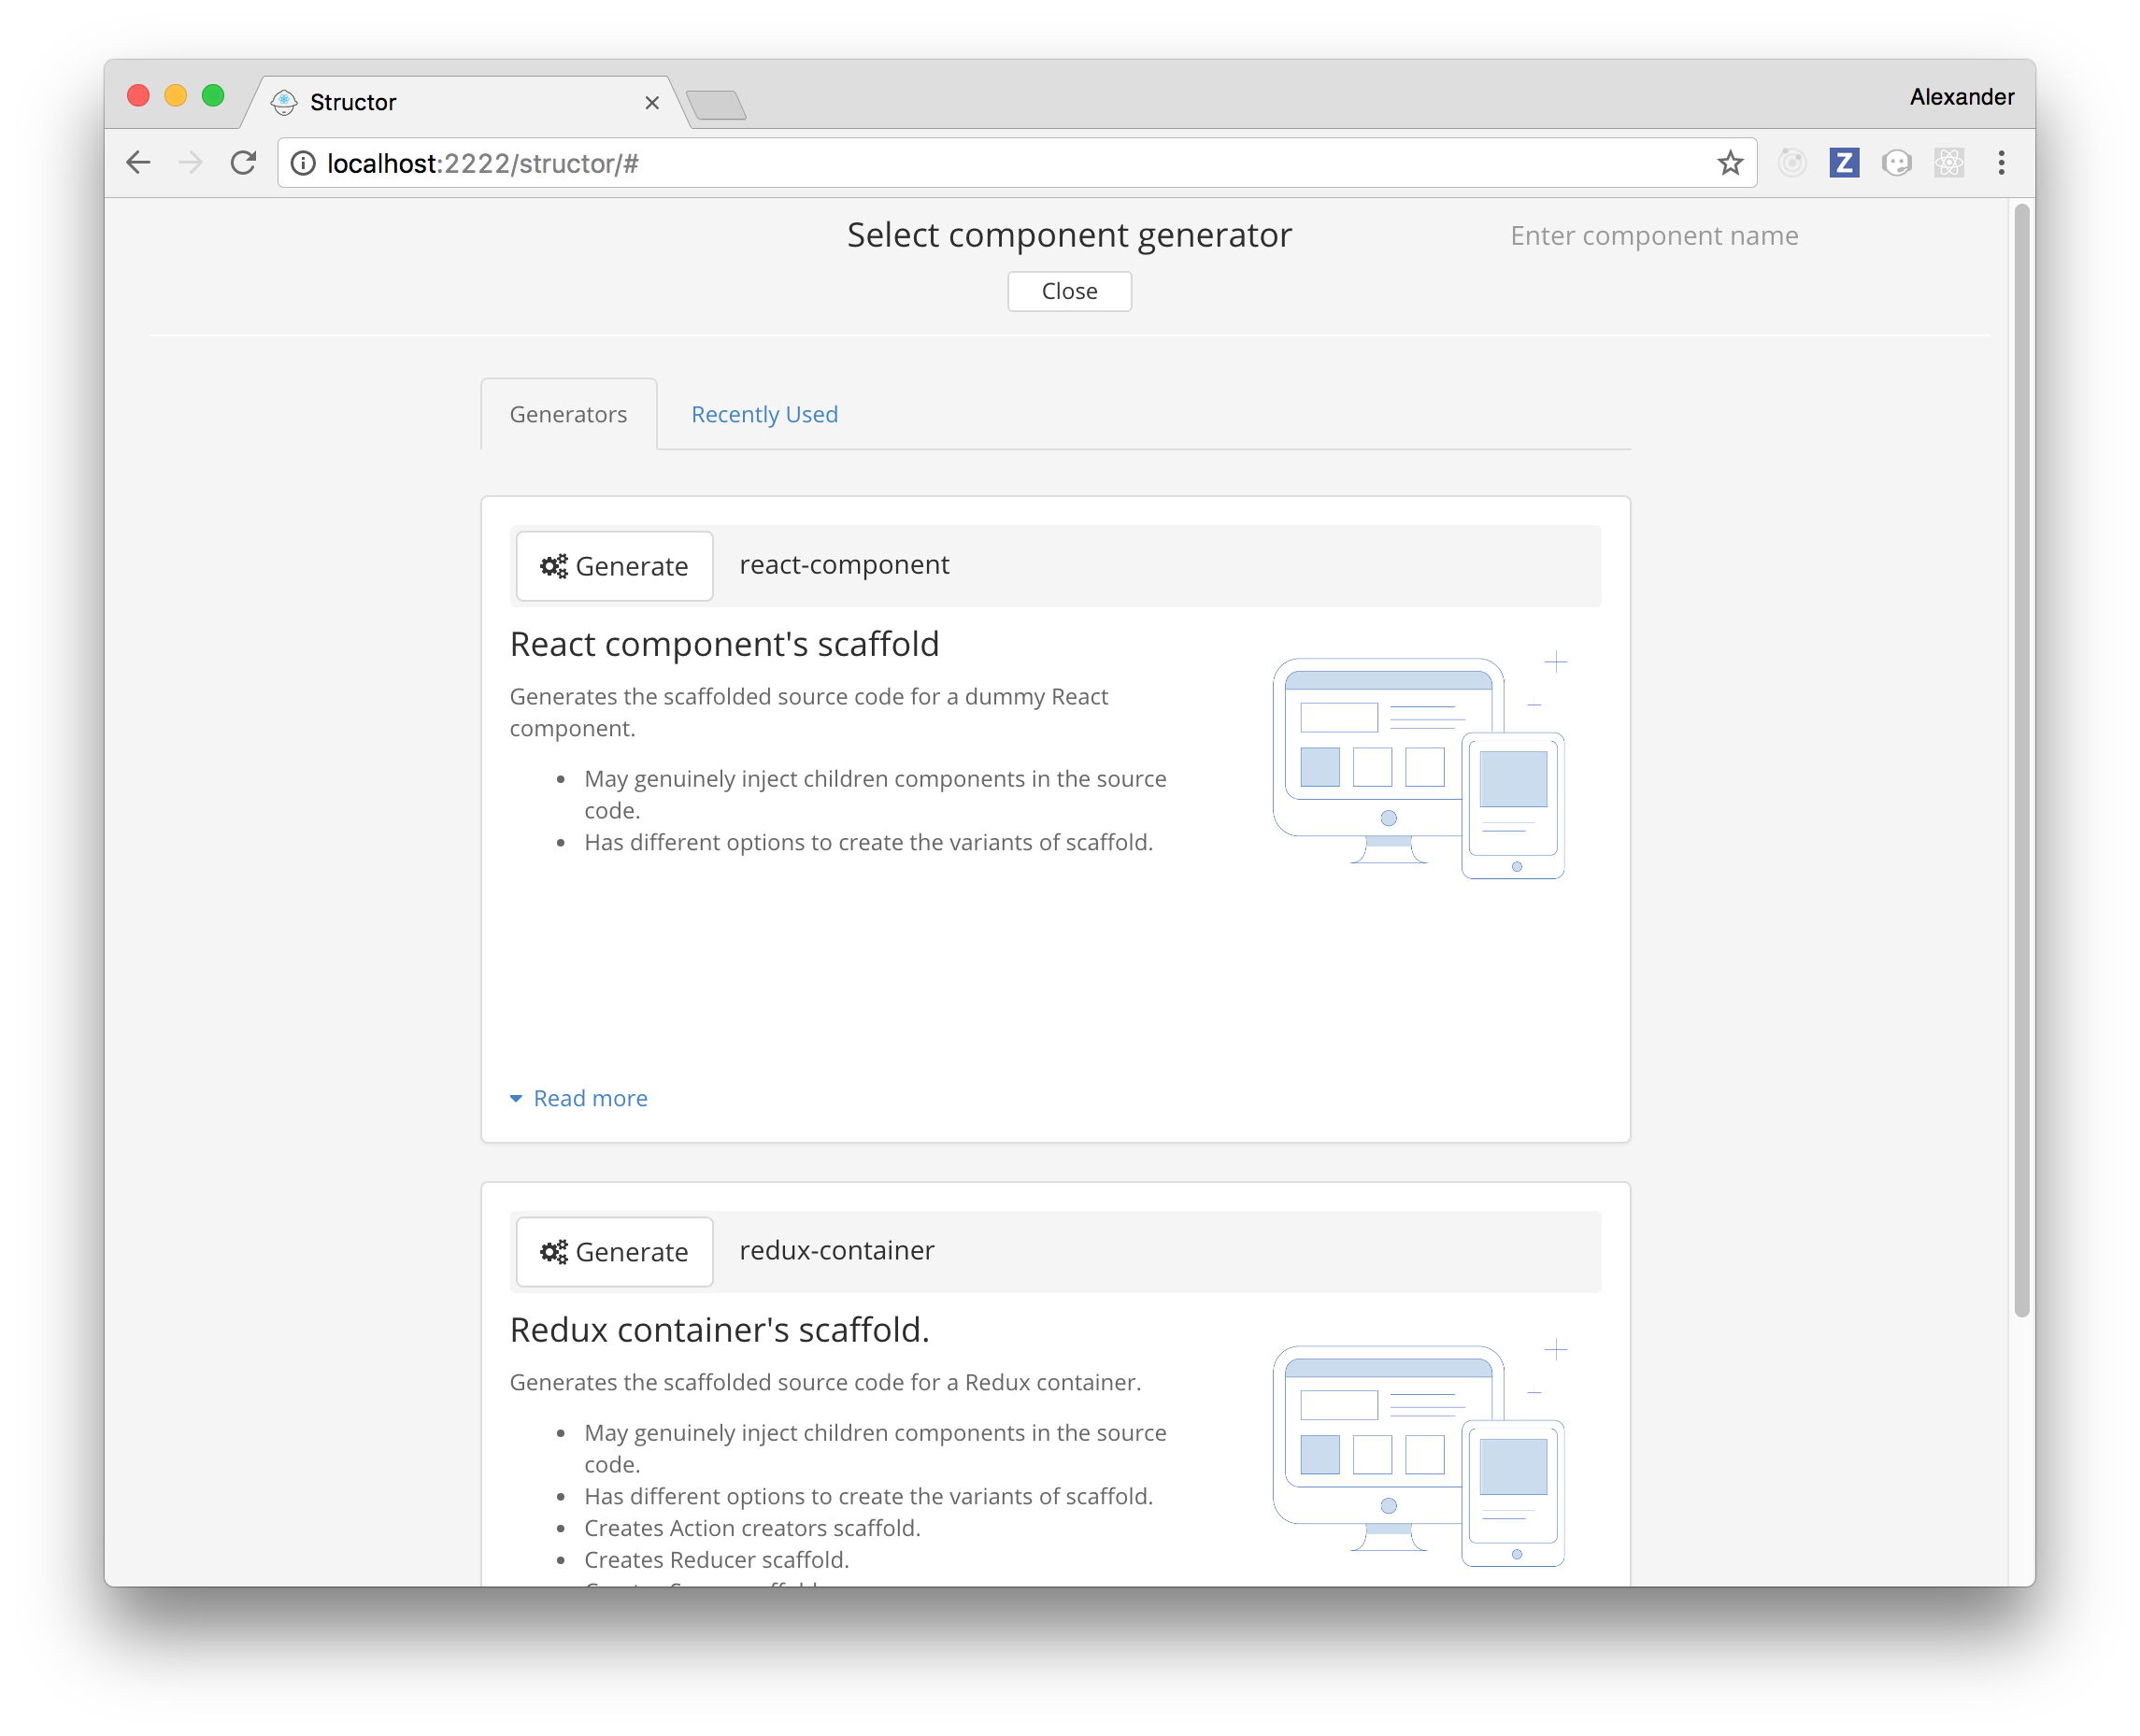 Structor
Alexander
localhost:2222/structor/#
Z
Select component generator
Enter component name
Close
Generators
Recently Used
Generate
react-component
React component's scaffold
Generates the scaffolded source code for a dummy React
component.
• May genuinely inject children components in the source
code.
• Has different options to create the variants of scaffold.
Read more
Generate
redux-container
Redux container's scaffold.
Generates the scaffolded source code for a Redux container.
• May genuinely inject children components in the source
code.
• Has different options to create the variants of scaffold.
• Creates Action creators scaffold.
• Creates Reducer scaffold.